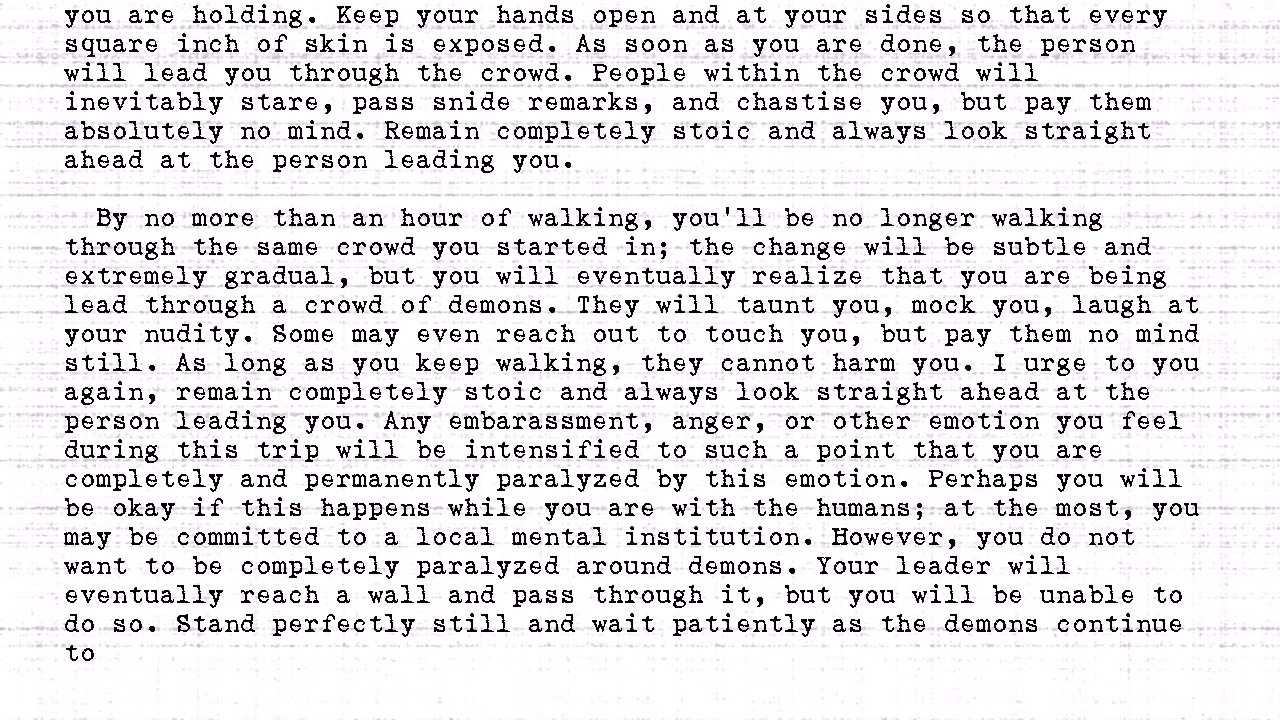 you are holding. Keep your hands open and at your sides so that every
square inch of skin is exposed. As soon as you are done, the person
will lead you through the crowd. People within the crowd will
inevitably stare, pass snide remarks, and chastise you, but pay them
absolutely no mind. Remain completely stoic and always look straight
ahead at the person leading you.
By no more than an hour of walking, you'll be no longer walking
through the same crowd you started in; the change will be subtle and
extremely gradual, but you will eventually realize that you are being
lead through a crowd of demons. They will taunt you, mock you, laugh at
your nudity. Some may even reach out to touch you, but pay them no mind
still. As long as you keep walking, they cannot harm you. I urge to you
again, remain completely stoic and always look straight ahead at the
person leading you. Any embarassment, anger, or other emotion you feel
during this trip will be intensified to such a point that you are
completely and permanently paralyzed by this emotion. Perhaps you will
be okay if this happens while you are with the humans; at the most, you
may be committed to a local mental institution. However, you do not
want to be completely paralyzed around demons. Your leader will
eventually reach a wall and pass through it, but you will be unable to
do so. Stand perfectly still and wait patiently as the demons continue
to